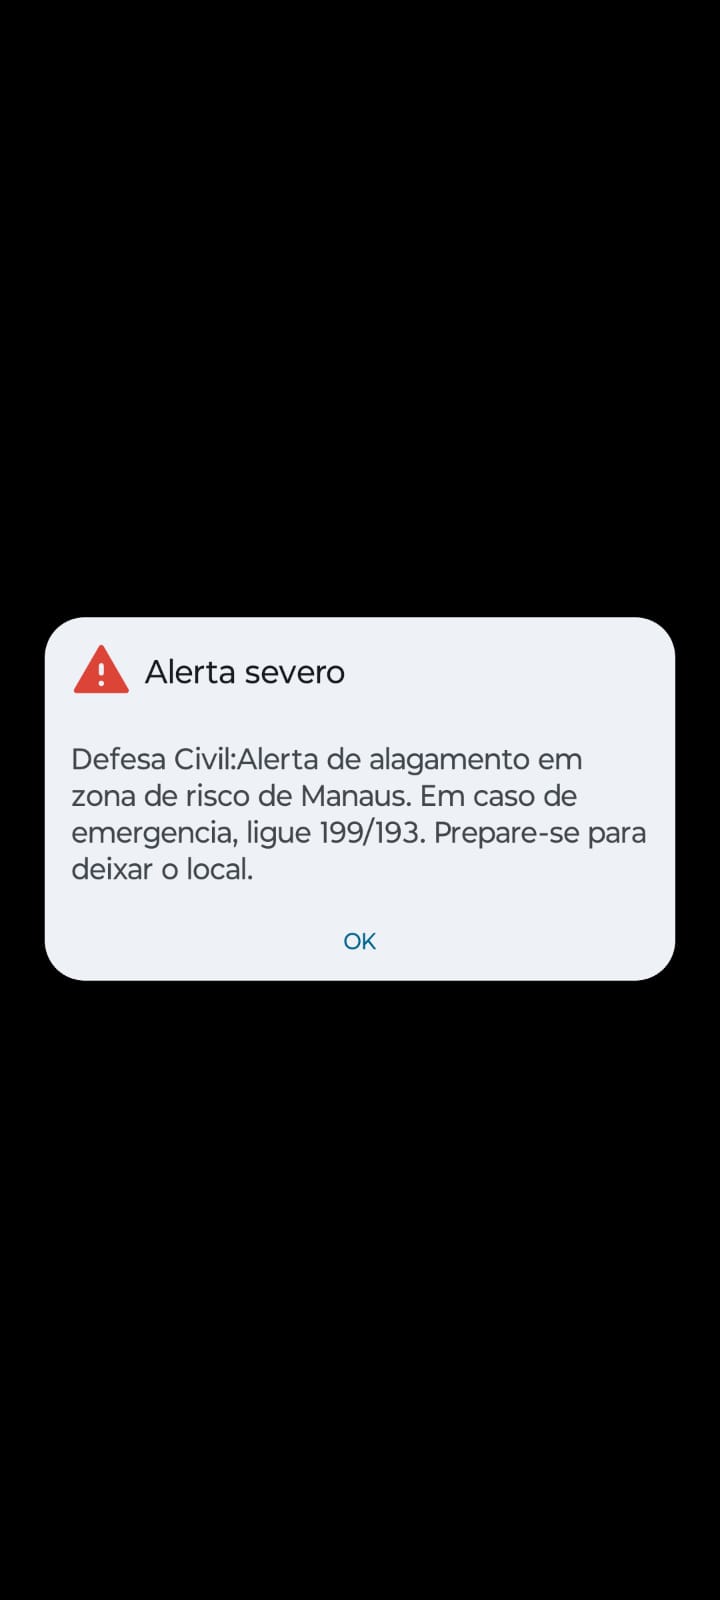 Alerta severo
Defesa Civil:Alerta de alagamento em
zona de risco de Manaus. Em caso de
emergencia, ligue 199/193. Prepare-se para
deixar o local.
OK